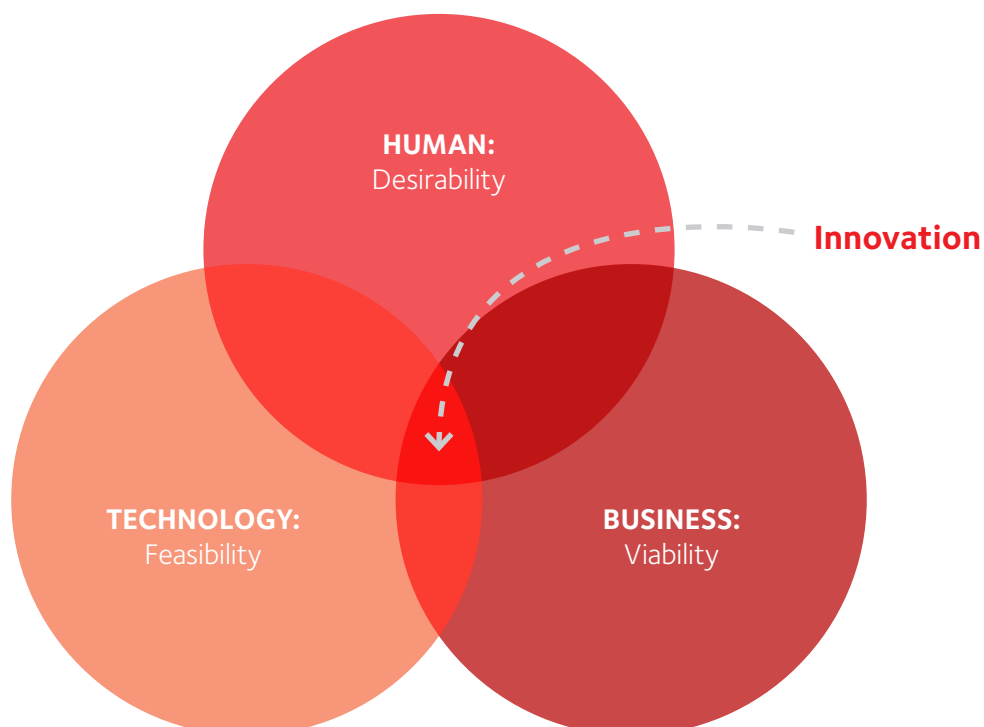 HUMAN:
Desirability
Innovation
TECHNOLOGY:
Feasibility
BUSINESS:
Viability